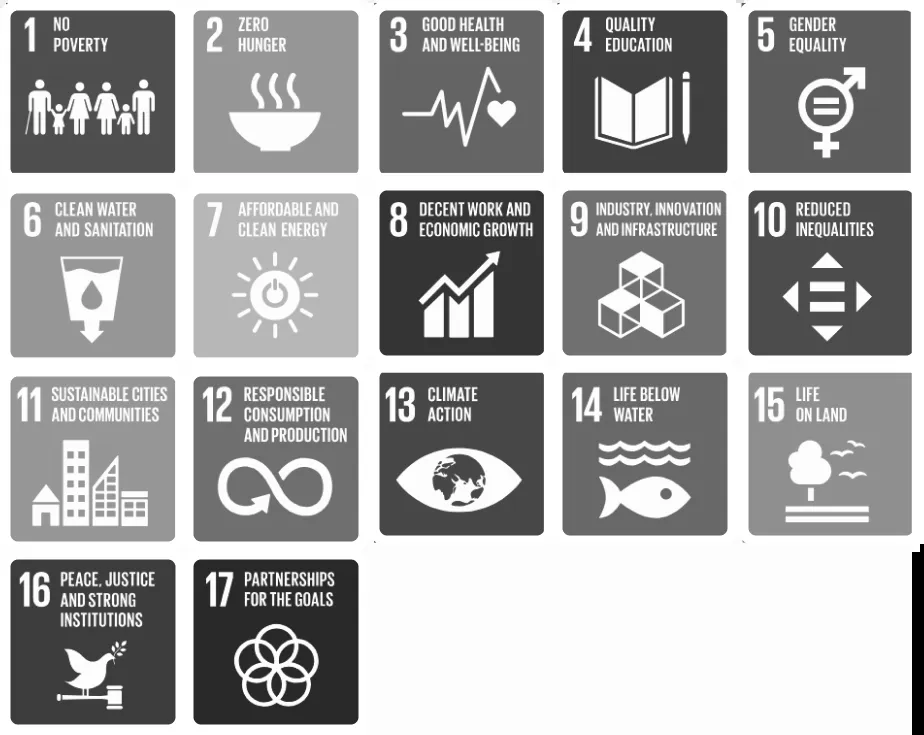 1 NO
POVERTY
2 ZERO
HUNGER
3 GOOD HEALTH
AND WELL-BEING
4 QUALITY
EDUCATION
5 GENDER
EQUALITY
6 CLEAN WATER
AND SANITATION
7 AFFORDABLE AND
CLEAN ENERGY
8 DECENT WORK AND
ECONOMIC GROWTH
9 INDUSTRY, INNOVATION
AND INFRASTRUCTURE
10 REDUCED
INEQUALITIES
11 SUSTAINABLE CITIES
AND COMMUNITIES
12 RESPONSIBLE
CONSUMPTION
AND PRODUCTION
13 CLIMATE
ACTION
14 LIFE BELOW
WATER
15 LIFE
ON LAND
16 PEACE, JUSTICE
AND STRONG
INSTITUTIONS
17 PARTNERSHIPS
FOR THE GOALS